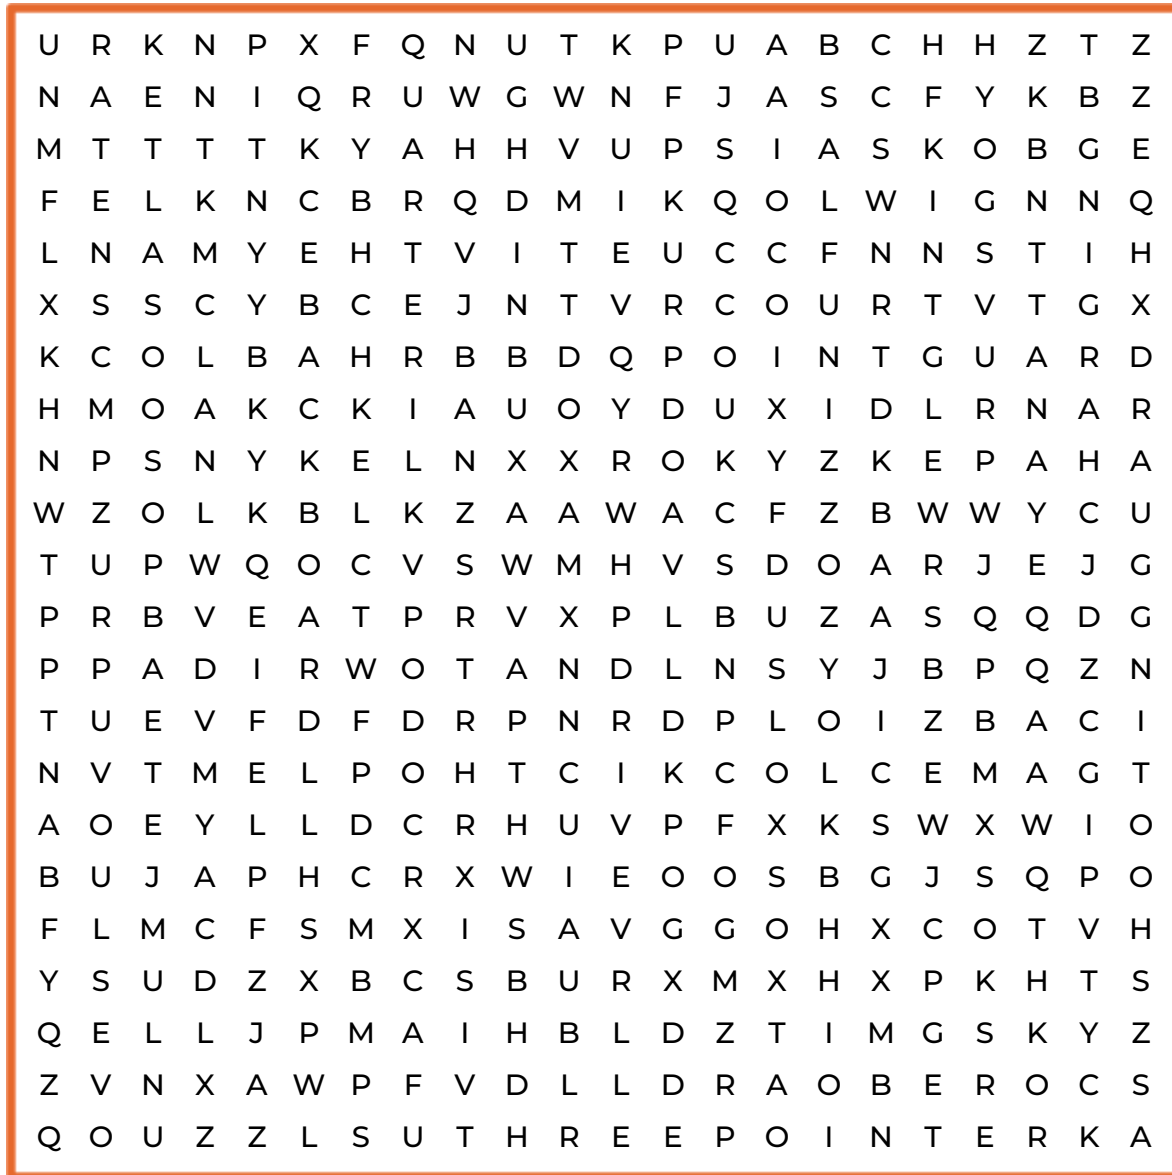 U R K N P X F Q N U T K P U A B C H H Z T Z
N A E N I Q R U W G W N F J A S C F Y K B Z
M T T T T K Y A H H V U P S I A S K O B G E
F E L K N C B R Q D M I K Q O L W I G N N Q
L N A M Y E H T V I T E U C C F N N S T I H
X S S C Y B C E J N T V R C O U R T V T G X
K C O L B A H R B B D Q P O I N T G U A R D
H M O A K C K I A U O Y D U X I D L R N A R
N P S N Y K E L N X X R O K Y Z K E P A H A
W Z O L K B L K Z A A W A C F Z B W W Y C U
T U P W Q O C V S W M H V S D O A R J E J G
P R B V E A T P R V X P L B U Z A S Q Q D G
P P A D I R W O T A N D L N S Y J B P Q Z N
T U E V F D F D R P N R D P L O I Z B A C I
N V T M E L P O H T C I K C O L C E M A G T
A O E Y L L D C R H U V P F X K S W X W I O
B U J A P H C R X W I E O O S B G J S Q P O
F L M C F S M X I S A V G G O H X C O T V H
Y S U D Z X B C S B U R X M X H X P K H T S
Q E L L J P M A I H B L D Z T I M G S K Y Z
Z V N X A W P F V D L L D R A O B E R O C S
Q O U Z Z L S U T H R E E P O I N T E R K A